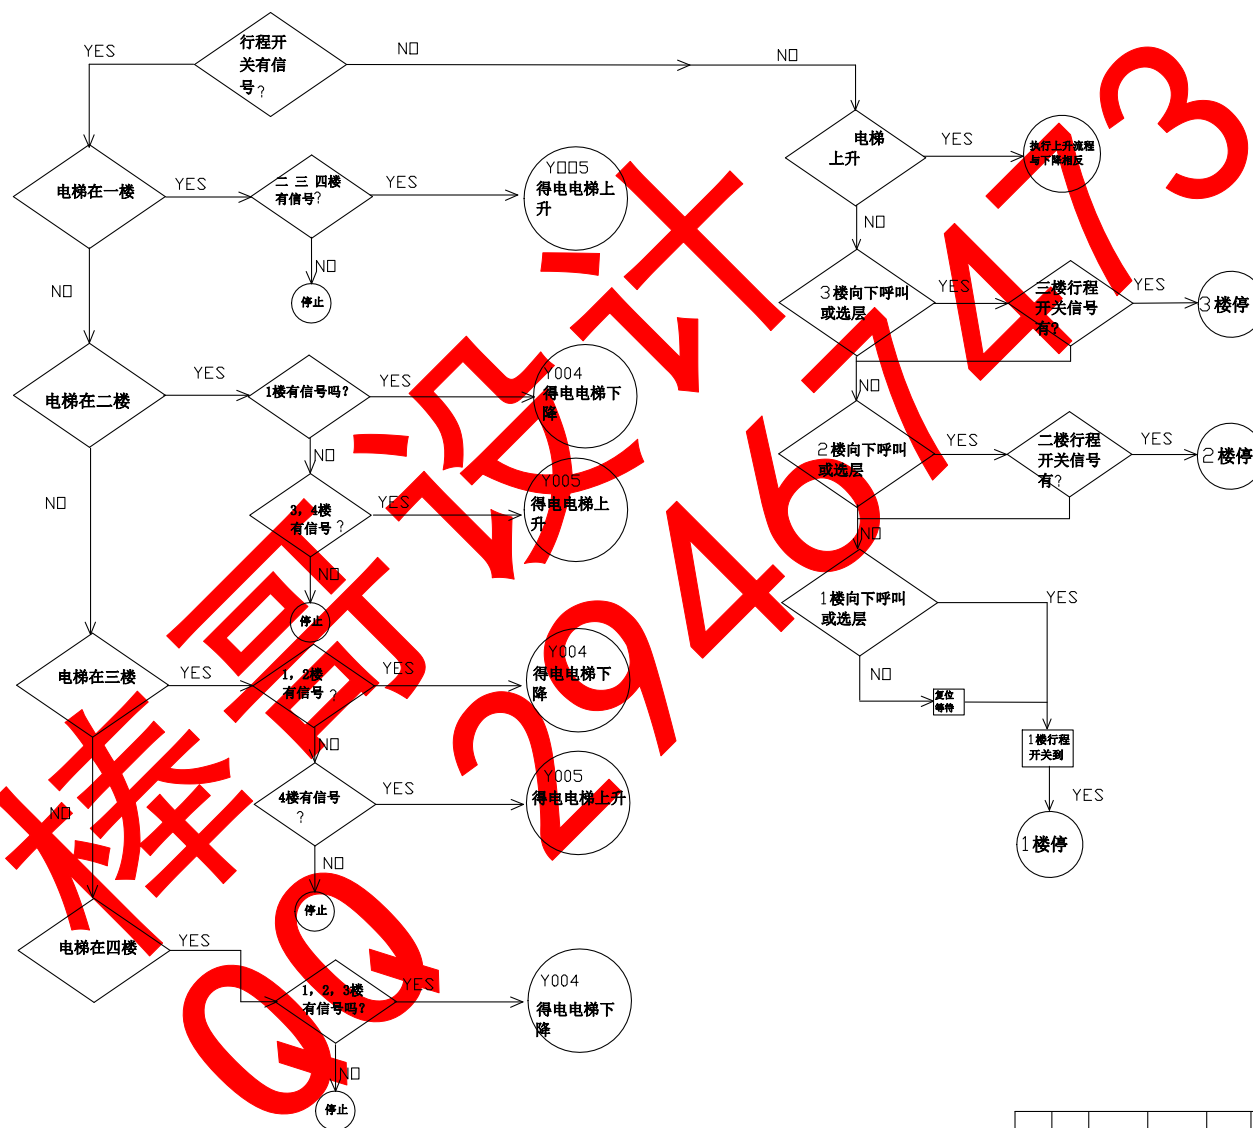 行程开
关有信
号?
YES
NO
NO
电梯
上升
YES
执行上升流程
与下降相反
NO
电梯在一楼
YES
二 三 四楼
有信号?
YES
Y005
得电电梯上
升
NO
停止
NO
3楼向下呼叫
或选层
YES
三楼行程
开关信号
有?
YES
3楼停
NO
电梯在二楼
YES
1楼有信号吗?
YES
Y004
得电电梯下
降
NO
3, 4楼
有信号?
YES
Y005
得电电梯上
升
NO
停止
NO
2楼向下呼叫
或选层
YES
二楼行程
开关信号
有?
YES
2楼停
NO
1楼向下呼叫
或选层
YES
NO
复位
等待
1楼行程
开关到
YES
1楼停
电梯在三楼
YES
1, 2楼
有信号?
YES
Y004
得电电梯下
降
NO
4楼有信号
?
YES
Y005
得电电梯上升
NO
停止
NO
电梯在四楼
YES
1, 2, 3楼
有信号吗?
YES
Y004
得电电梯下
降
NO
停止
棒哥设计
QQ 29467473